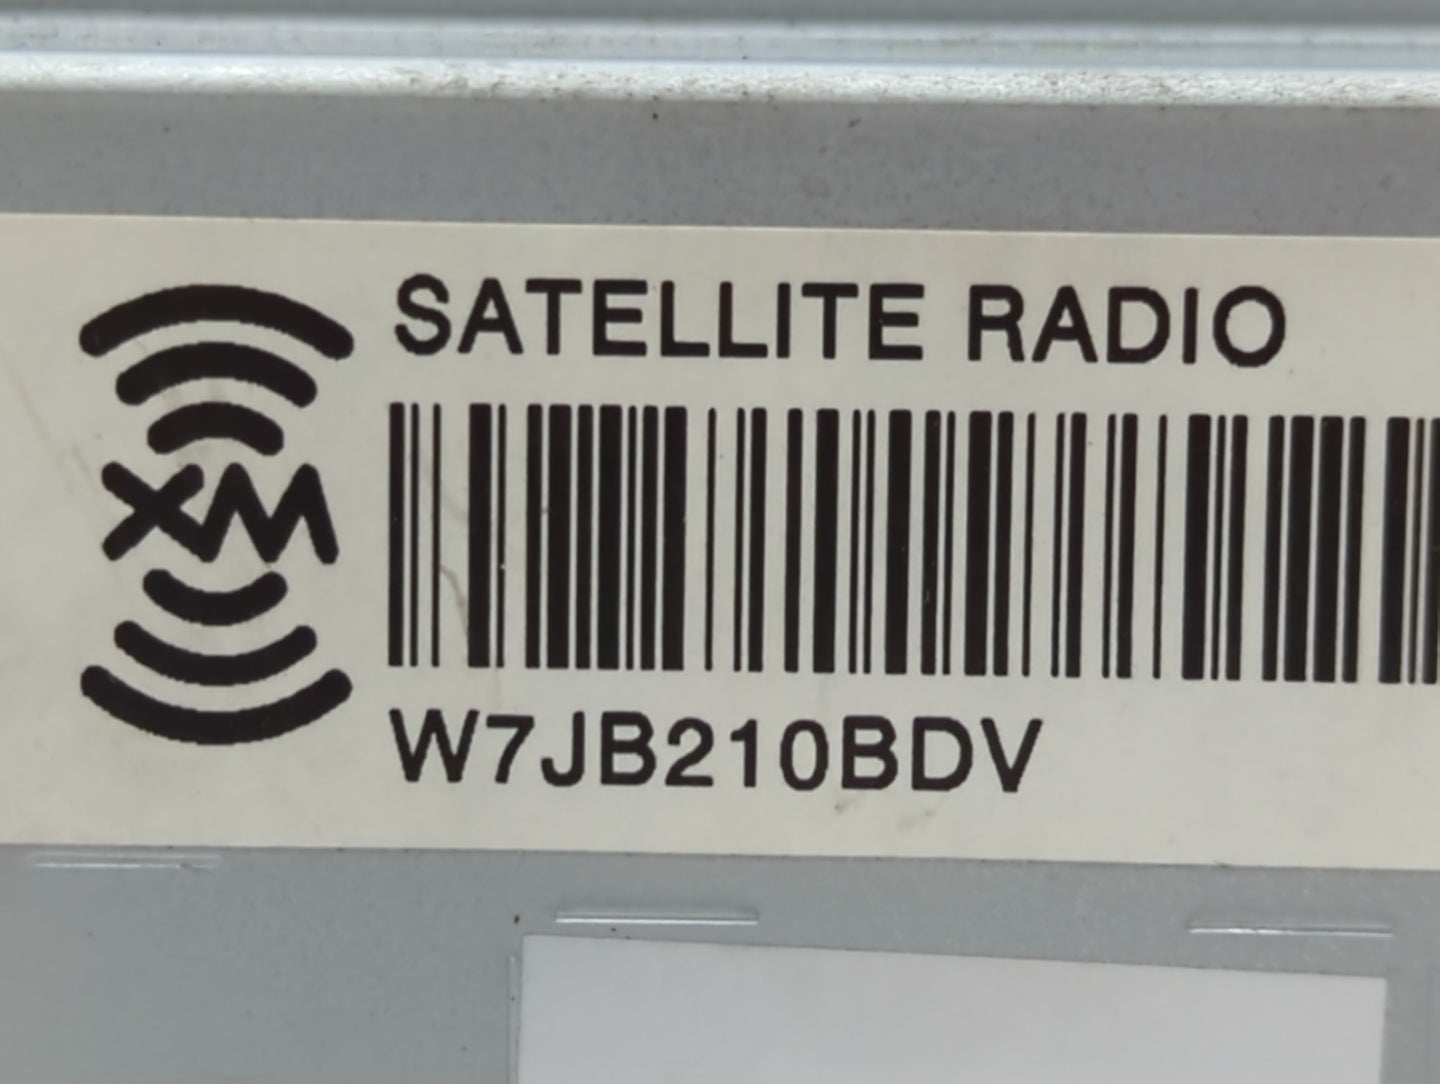 SATELLITE RADIO
XM
W7JB210BDV